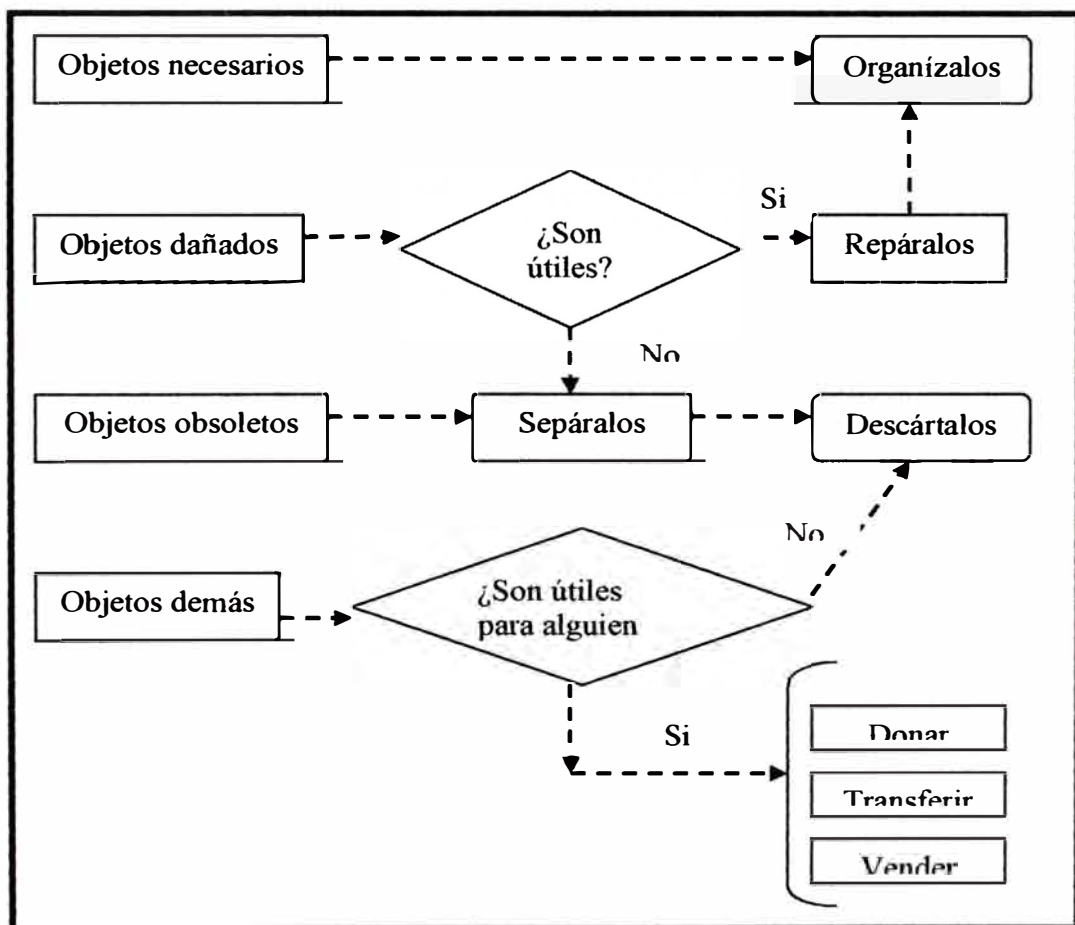 Objetos necesarios
Organízalos
Si
Objetos dañados
¿Son
útiles?
Repáralos
No
Objetos obsoletos
Sepáralos
Descártalos
No
Objetos demás
¿Son útiles
para alguien
Si
Donar
Transferir
Vender